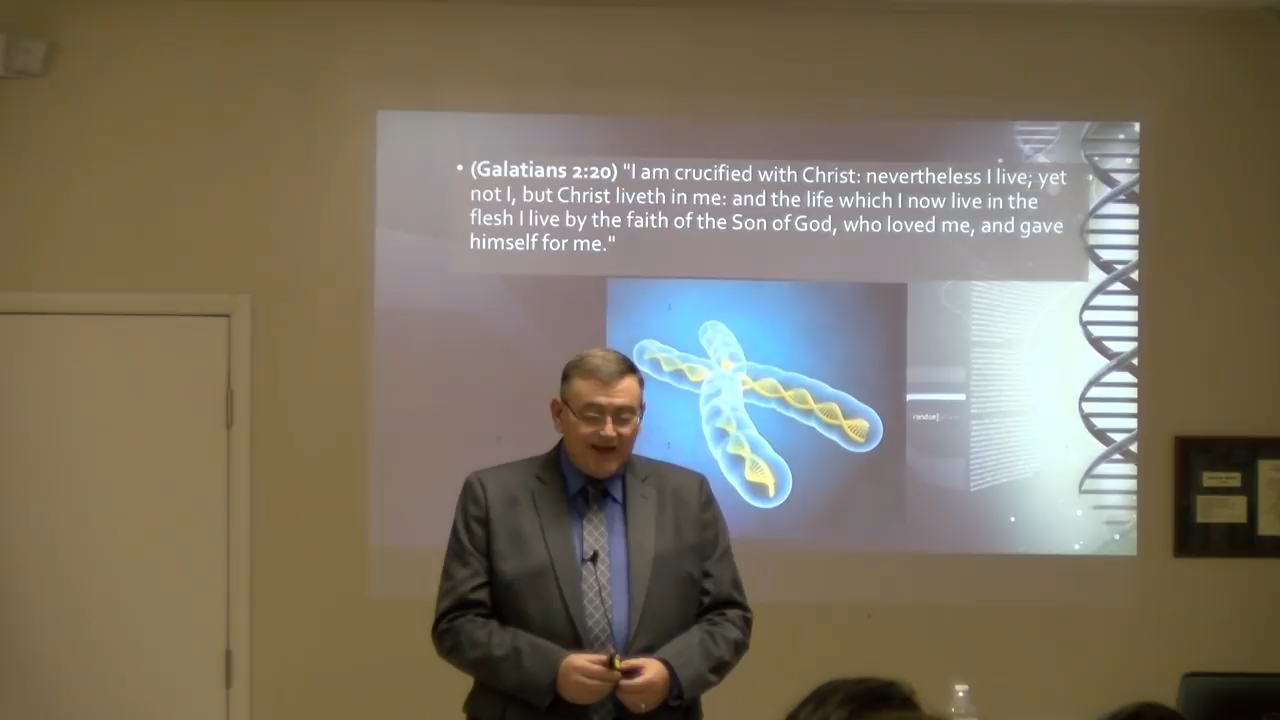 • (Galatians 2:20) "I am crucified with Christ: nevertheless I live; yet
not I, but Christ liveth in me: and the life which I now live in the
flesh I live by the faith of the Son of God, who loved me, and gave
himself for me."